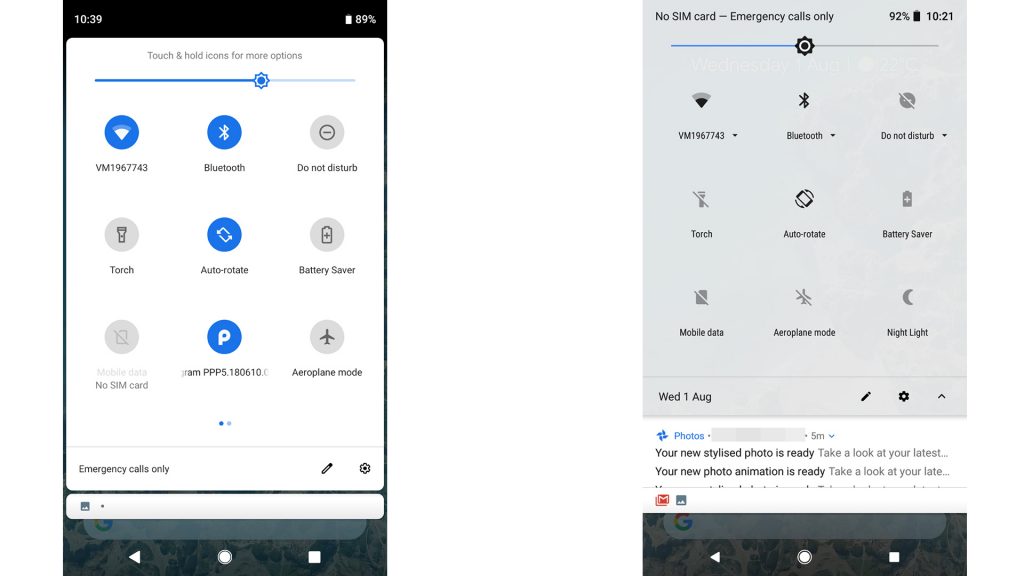 10:39
89%
Touch & hold icons for more options
VM1967743
Bluetooth
Do not disturb
Torch
Auto-rotate
Battery Saver
P
gram PPP5.180610.
Mobile data
No SIM card
Aeroplane mode
Emergency calls only
No SIM card — Emergency calls only
92%
10:21
Wednesday 1 Aug | 22°C
VM1967743
Bluetooth
Do not disturb
Torch
Auto-rotate
Battery Saver
Mobile data
Aeroplane mode
Night Light
Wed 1 Aug
Photos •
• 5m
Your new stylised photo is ready Take a look at your latest...
Your new photo animation is ready Take a look at your late...